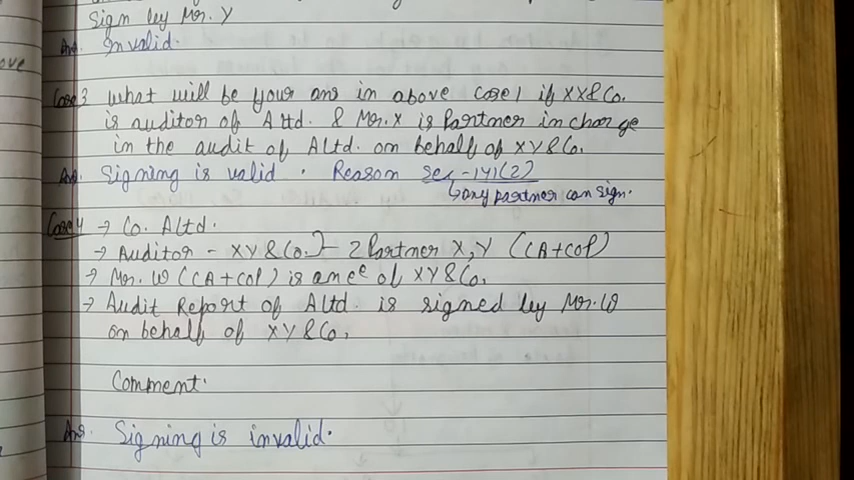 Sign by Mr. Y
Ans. Invalid.
ove
Case 3 What will be your ans in above case 1 if XY&Co.
is auditor of A Ltd. & Mr. X is Partner in charge
in the audit of A Ltd. on behalf of XY&Co.
Ans. Signing is valid. Reason sec -141(2)
↳any partner can sign.
Case 4 → Co. A Ltd.
→ Auditor - XY&Co.] - 2 Partner X, Y (CA+COP)
→ Mr. W (CA+COP) is an ee of XY&Co.
→ Audit Report of A Ltd. is signed by Mr. W
on behalf of XY&Co.
Comment.
Ans. Signing is invalid.